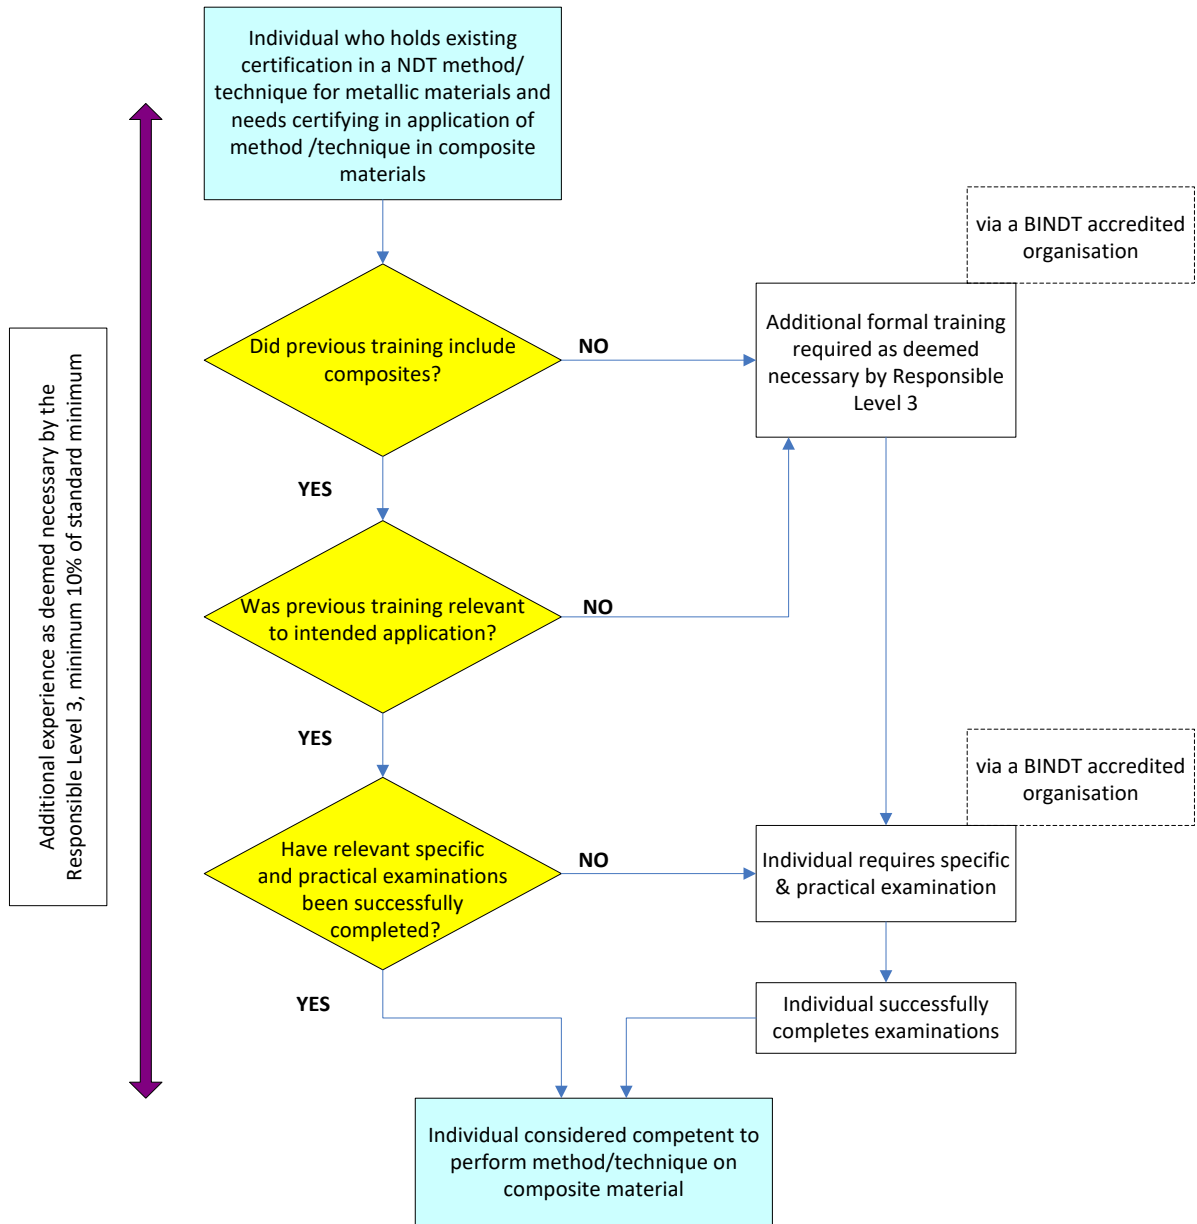 Individual who holds existing
certification in a NDT method/
technique for metallic materials and
needs certifying in application of
method /technique in composite
materials
via a BINDT accredited
organisation
Did previous training include
composites?
NO
Additional formal training
required as deemed
necessary by Responsible
Level 3
YES
Additional experience as deemed necessary by the
Responsible Level 3, minimum 10% of standard minimum
Was previous training relevant
to intended application?
NO
YES
via a BINDT accredited
organisation
Have relevant specific
and practical examinations
been successfully
completed?
NO
Individual requires specific
& practical examination
YES
Individual successfully
completes examinations
Individual considered competent to
perform method/technique on
composite material